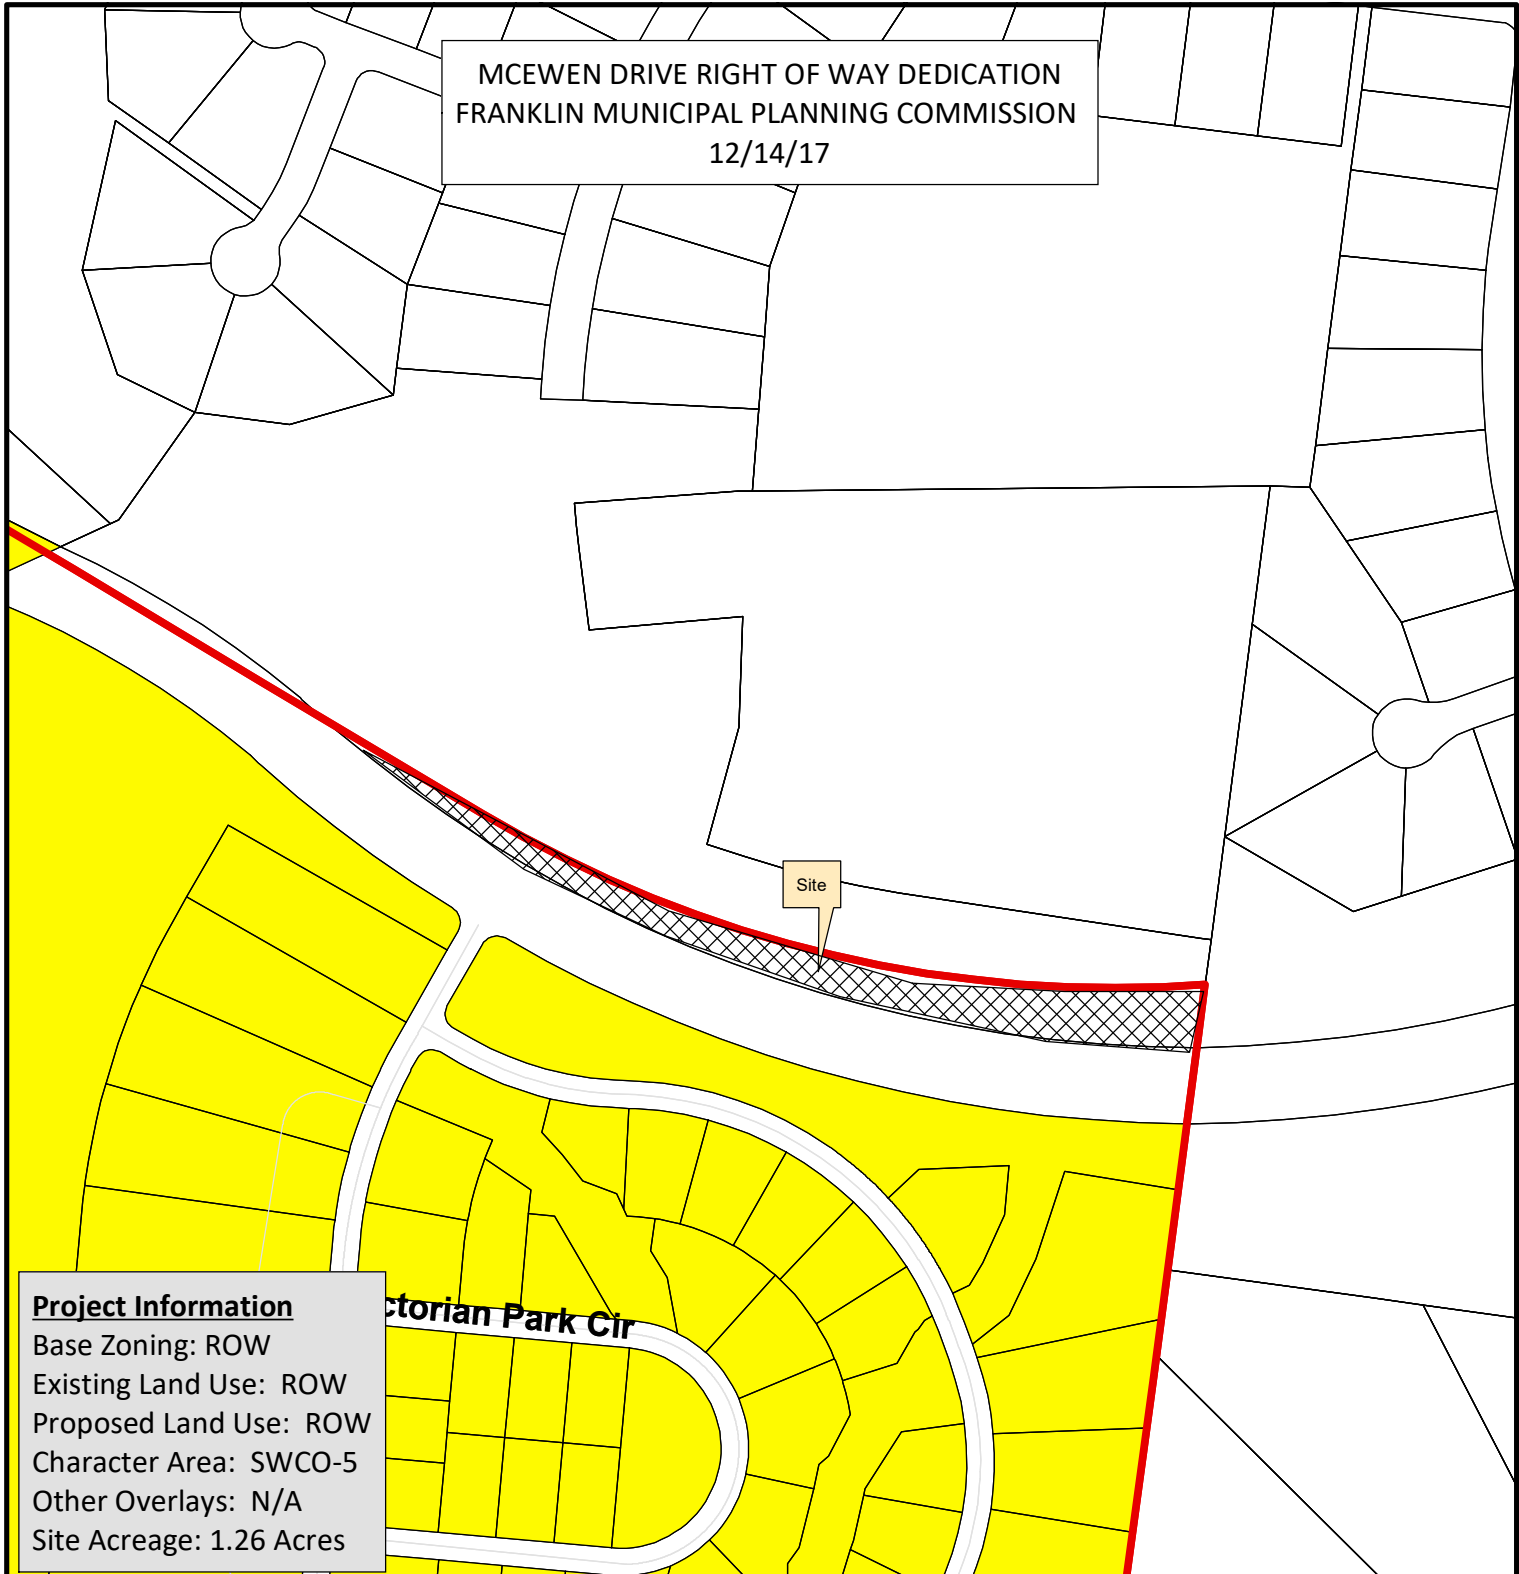 MCEWEN DRIVE RIGHT OF WAY DEDICATION
FRANKLIN MUNICIPAL PLANNING COMMISSION
12/14/17
Site
ctorian Park Cir
Project Information
Base Zoning: ROW
Existing Land Use: ROW
Proposed Land Use: ROW
Character Area: SWCO-5
Other Overlays: N/A
Site Acreage: 1.26 Acres